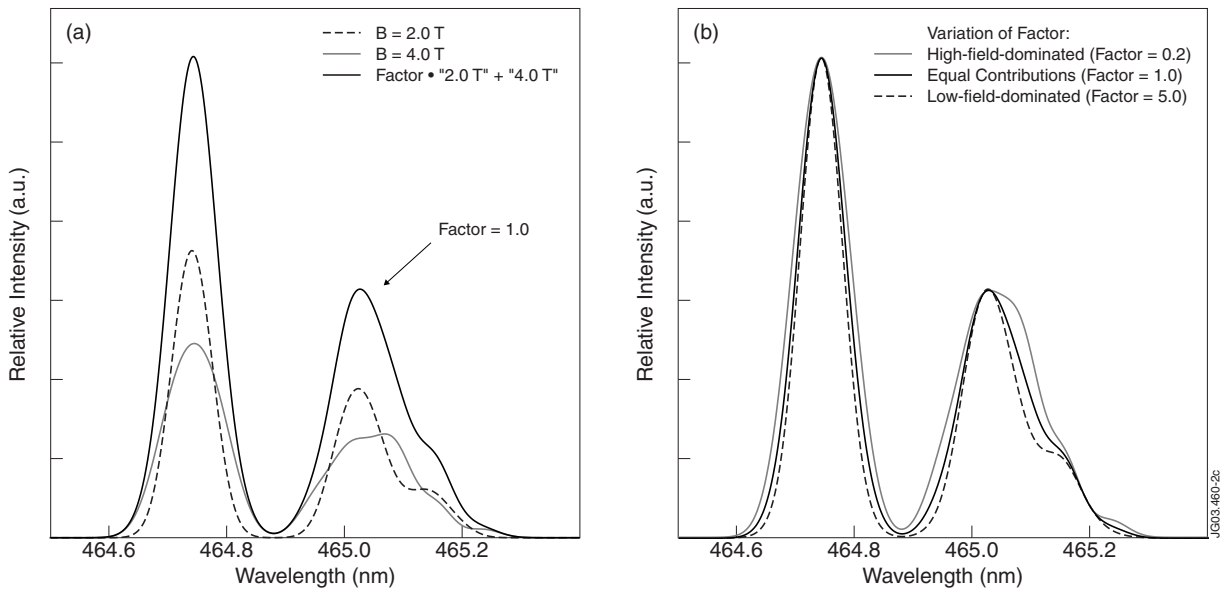 (a)
B = 2.0 T
B = 4.0 T
Factor • "2.0 T" + "4.0 T"
Factor = 1.0
Relative Intensity (a.u.)
464.6 464.8 465.0 465.2
Wavelength (nm)
(b)
Variation of Factor:
High-field-dominated (Factor = 0.2)
Equal Contributions (Factor = 1.0)
Low-field-dominated (Factor = 5.0)
Relative Intensity (a.u.)
464.6 464.8 465.0 465.2
Wavelength (nm)
JG03.460-2c